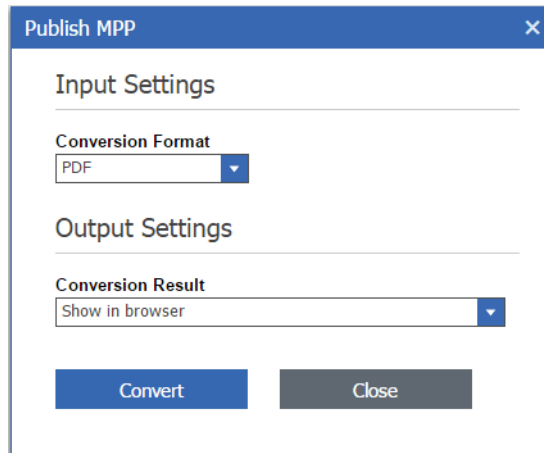 Publish MPP
Input Settings
Conversion Format
PDF
Output Settings
Conversion Result
Show in browser
Convert Close